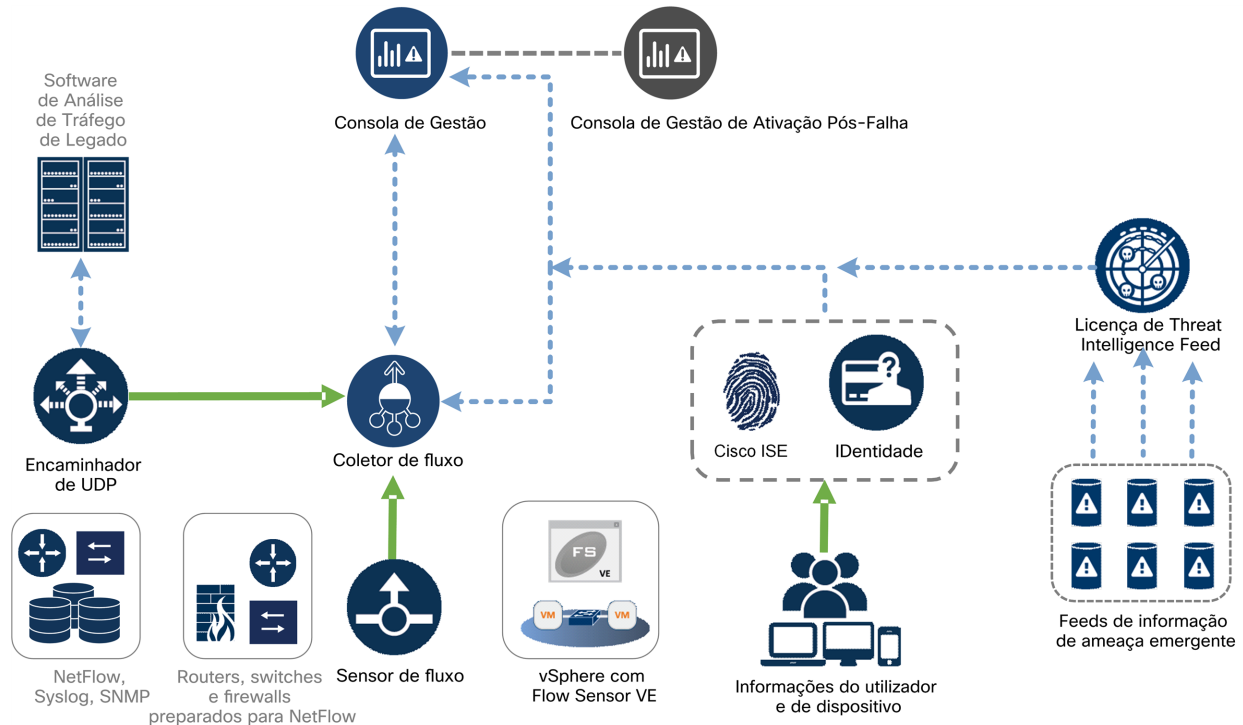 Software
de Análise
de Tráfego
de Legado
Consola de Gestão
Consola de Gestão de Ativação Pós-Falha
Licença de Threat
Intelligence Feed
Encaminhador
de UDP
Coletor de fluxo
Cisco ISE
IDentidade
NetFlow,
Syslog, SNMP
Routers, switches
e firewalls
preparados para NetFlow
Sensor de fluxo
FS
VE
VM
VM
vSphere com
Flow Sensor VE
Informações do utilizador
e de dispositivo
Feeds de informação
de ameaça emergente